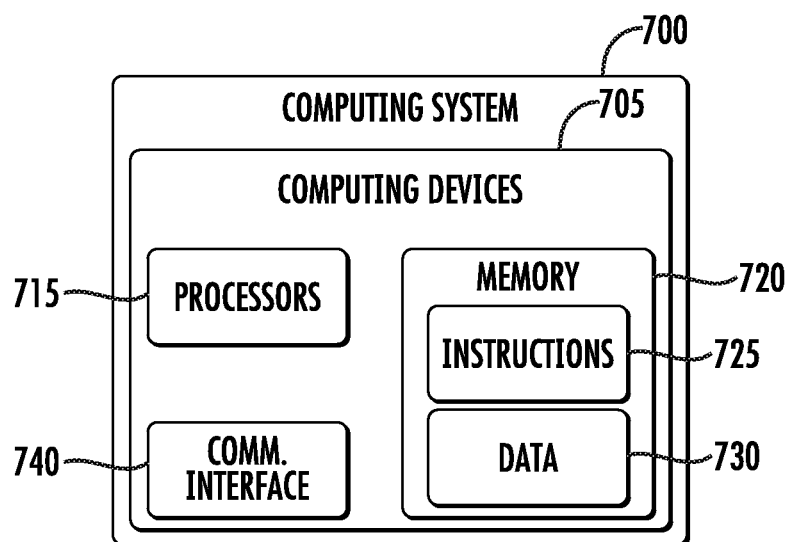 700
COMPUTING SYSTEM
705
COMPUTING DEVICES
715
PROCESSORS
MEMORY
720
INSTRUCTIONS
725
740
COMM.
INTERFACE
DATA
730